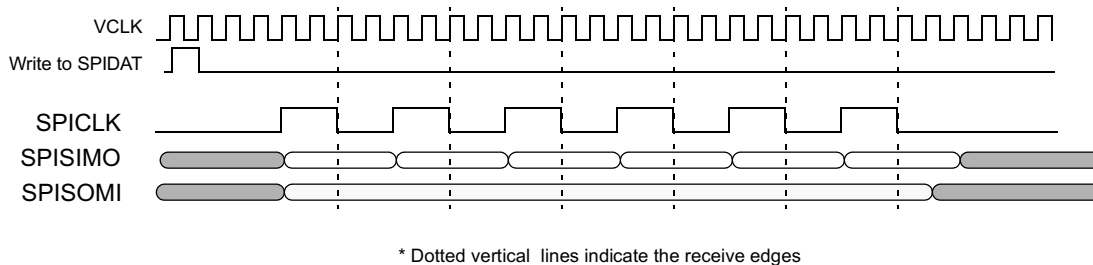 VCLK
Write to SPIDAT
SPICLK
SPISIMO
SPISOMI
* Dotted vertical lines indicate the receive edges